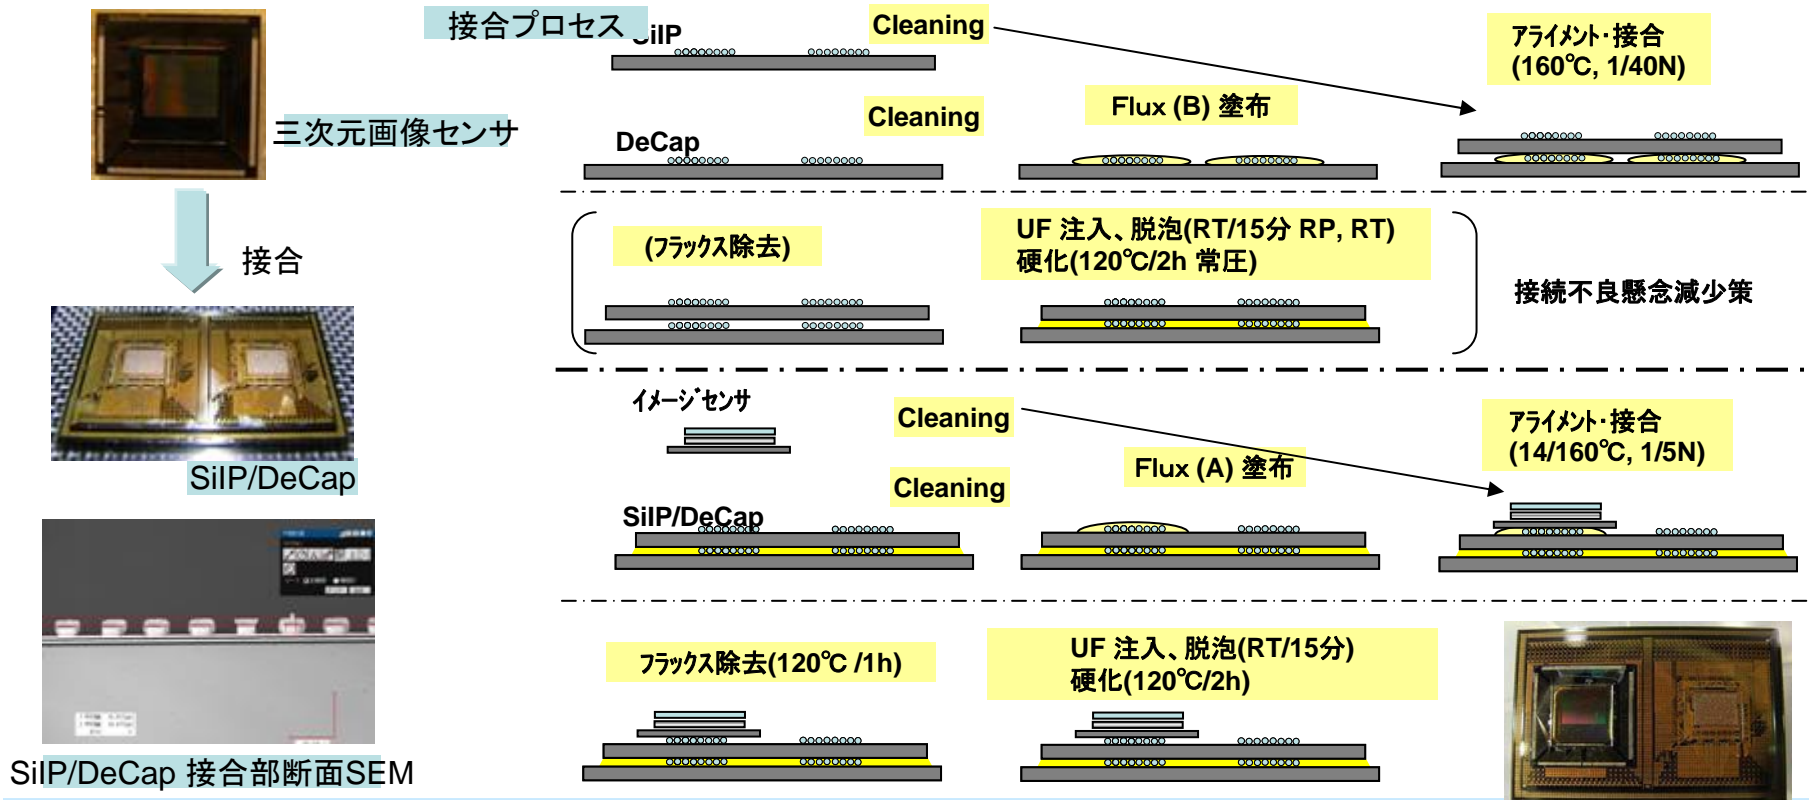 接合プロセス
SiIP
Cleaning
アライメント・接合
(160℃, 1/40N)
三次元画像センサ
DeCap
Cleaning
Flux (B) 塗布
接合
(フラックス除去)
UF 注入、脱泡(RT/15分 RP, RT)
硬化(120℃/2h 常圧)
接続不良懸念減少策
SiIP/DeCap
イメージセンサ
Cleaning
Cleaning
Flux (A) 塗布
アライメント・接合
(14/160℃, 1/5N)
SiIP/DeCap
フラックス除去(120℃ /1h)
UF 注入、脱泡(RT/15分)
硬化(120℃/2h)
SiIP/DeCap 接合部断面SEM